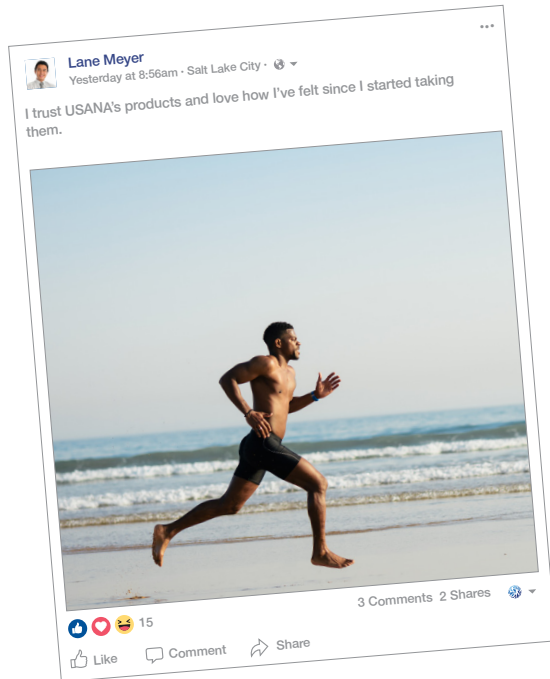 Lane Meyer
Yesterday at 8:56am · Salt Lake City ·
I trust USANA's products and love how I've felt since I started taking
them.
15
3 Comments 2 Shares
Like Comment Share